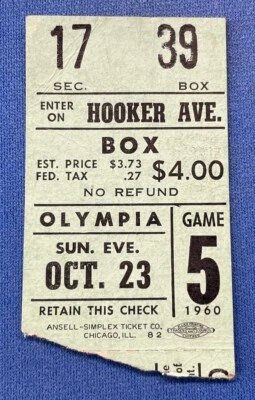 17 39
SEC. BOX
ENTER ON HOOKER AVE.
BOX
EST. PRICE $3.73
FED. TAX .27 $4.00
NO REFUND
OLYMPIA GAME
SUN. EVE. 5
OCT. 23 1960
RETAIN THIS CHECK
ANSELL-SIMPLEX TICKET CO.
CHICAGO, ILL. 82